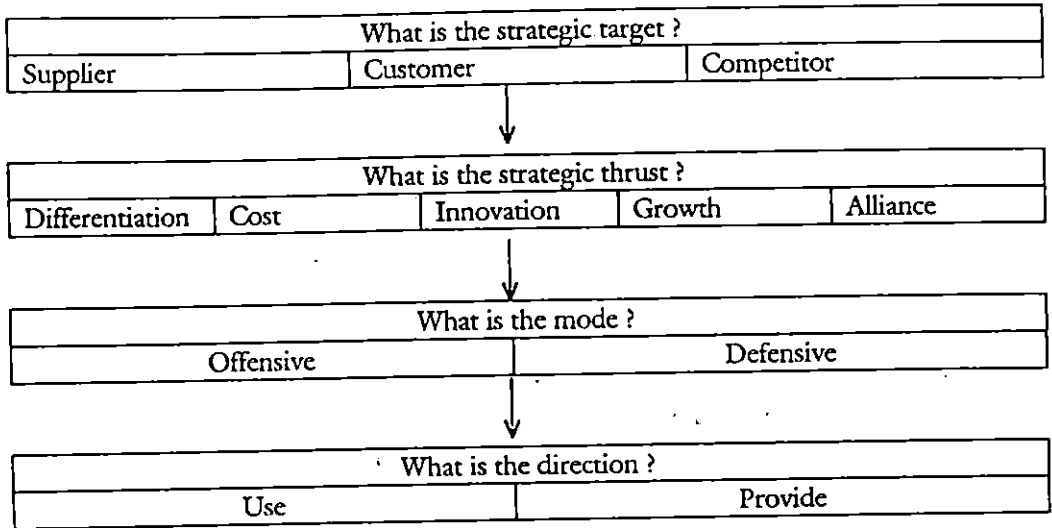 What is the strategic target ?
Supplier Customer Competitor
What is the strategic thrust ?
Differentiation Cost Innovation Growth Alliance
What is the mode ?
Offensive Defensive
What is the direction ?
Use Provide